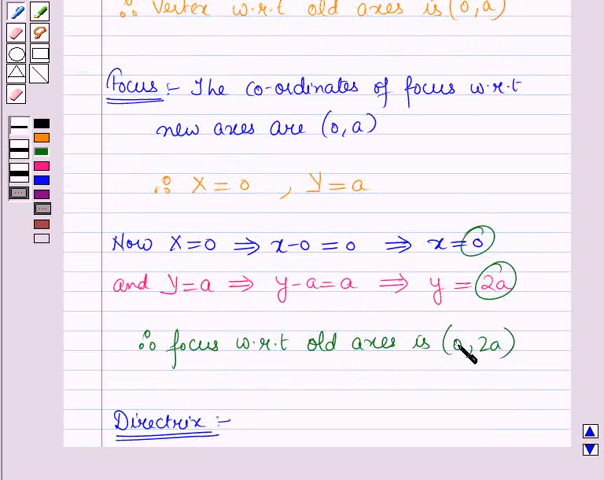 ∴ Vertex w.r.t old axes is (0,a)
Focus :- The co-ordinates of focus w.r.t
new axes are (0,a)
∴ X = 0 , Y = a
Now X=0 ⇒ x-0 = 0 ⇒ x = 0
and Y=a ⇒ y-a=a ⇒ y = 2a
∴ focus w.r.t old axes is ( , 2a)
Directrix :-